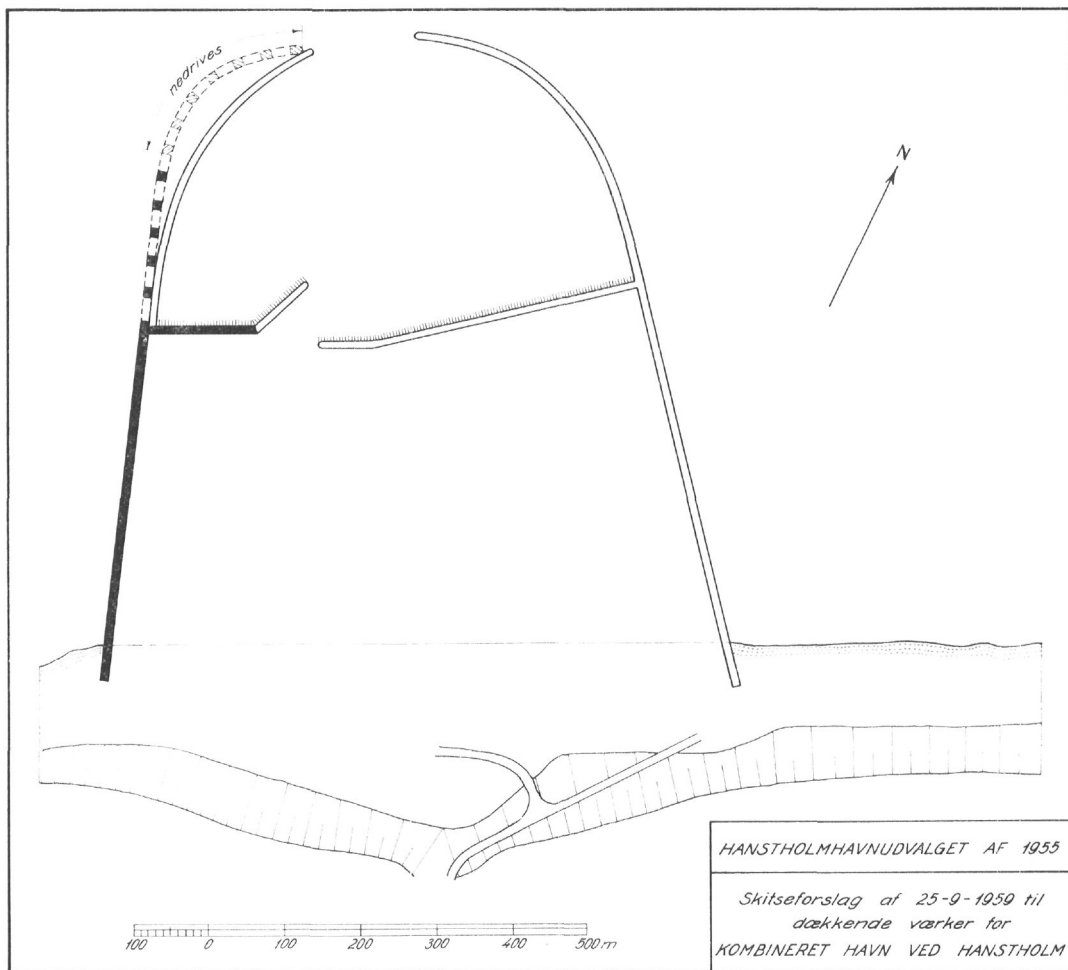 nedrives
N
HANSTHOLMHAVNUDVALGET AF 1955
Skitseforslag af 25-9-1959 til
dækkende værker for
KOMBINERET HAVN VED HANSTHOLM
100 0 100 200 300 400 500 m